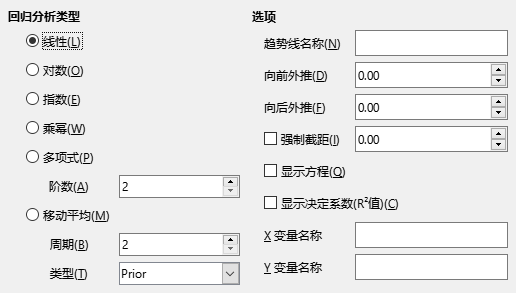 回归分析类型
线性(L)
对数(O)
指数(E)
乘幂(W)
多项式(P)
阶数(A) 2
移动平均(M)
周期(B) 2
类型(T) Prior
选项
趋势线名称(N)
向前外推(D) 0.00
向后外推(F) 0.00
强制截距(I) 0.00
显示方程(Q)
显示决定系数(R²值)(C)
X 变量名称
Y 变量名称